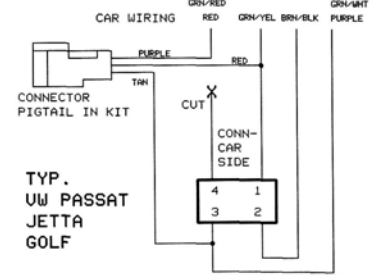 GRN/RED
GRN/WHT
CAR WIRING
RED
GRN/YEL
BRN/BLK
PURPLE
PURPLE
RED
TAN
CONNECTOR
PIGTAIL IN KIT
CUT
CONN-
CAR
SIDE
4 1
3 2
TYP.
VW PASSAT
JETTA
GOLF